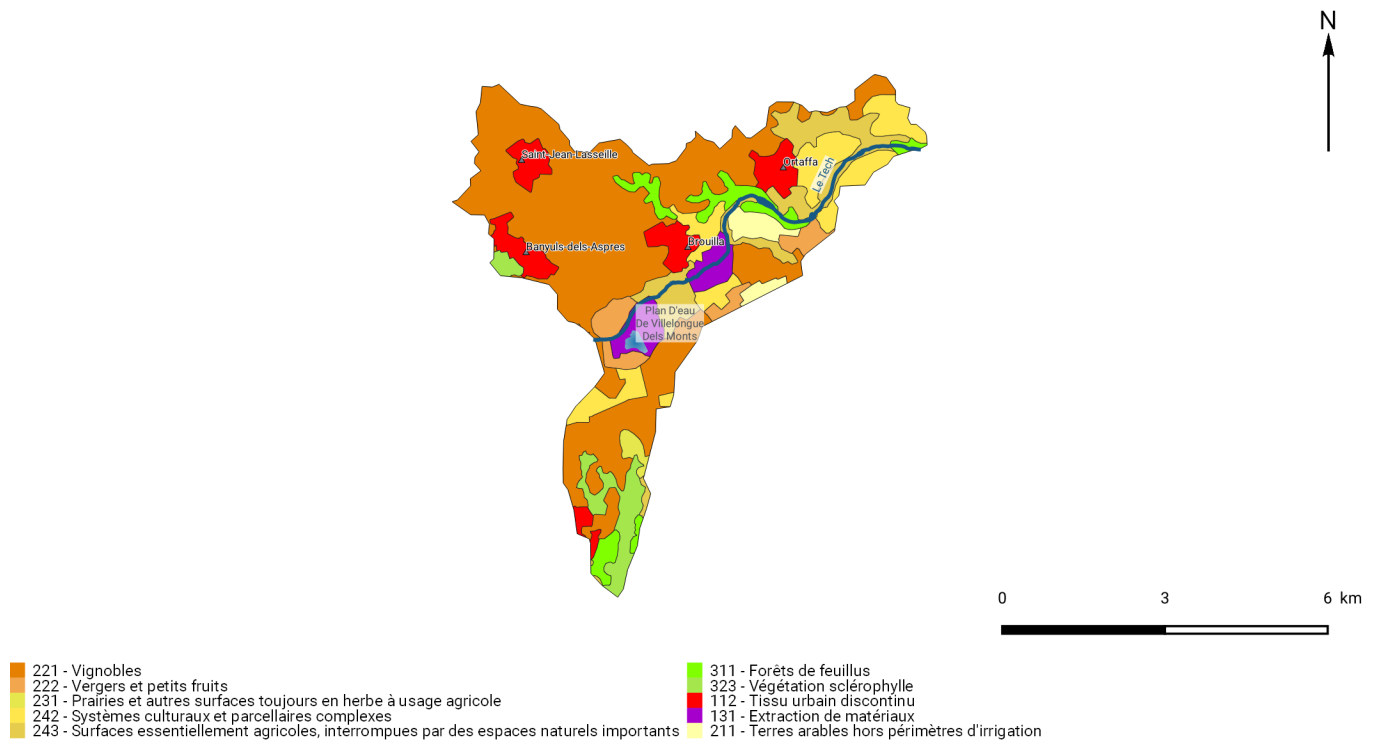 N
Saint-Jean-Lasseille
Ortaffa
Le Tech
Banyuls-dels-Aspres
Brouilla
Plan D'eau
De Villelongue
Dels Monts
0 3 6 km
221 - Vignobles
222 - Vergers et petits fruits
231 - Prairies et autres surfaces toujours en herbe à usage agricole
242 - Systèmes culturaux et parcellaires complexes
243 - Surfaces essentiellement agricoles, interrompues par des espaces naturels importants
311 - Forêts de feuillus
323 - Végétation sclérophylle
112 - Tissu urbain discontinu
131 - Extraction de matériaux
211 - Terres arables hors périmètres d'irrigation